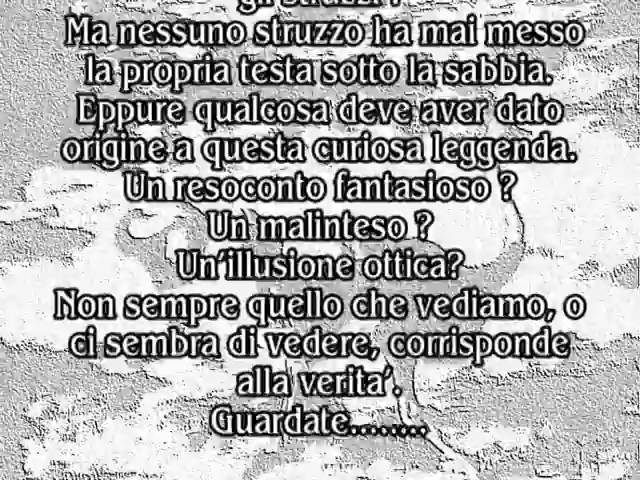 gli struzzi ?
Ma nessuno struzzo ha mai messo
la propria testa sotto la sabbia.
Eppure qualcosa deve aver dato
origine a questa curiosa leggenda.
Un resoconto fantasioso ?
Un malinteso ?
Un'illusione ottica?
Non sempre quello che vediamo, o
ci sembra di vedere, corrisponde
alla verita'.
Guardate........